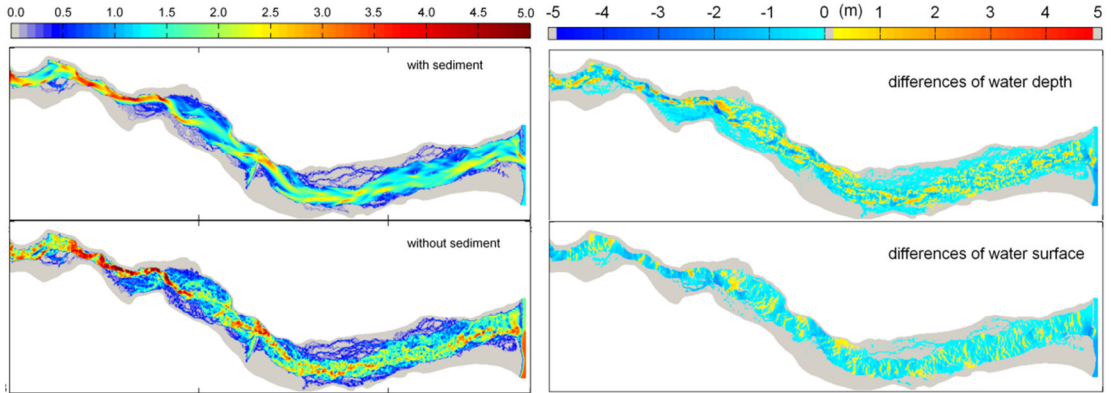 0.0 0.5 1.0 1.5 2.0 2.5 3.0 3.5 4.0 4.5 5.0
-5 -4 -3 -2 -1 0 (m) 1 2 3 4 5
with sediment
differences of water depth
without sediment
differences of water surface